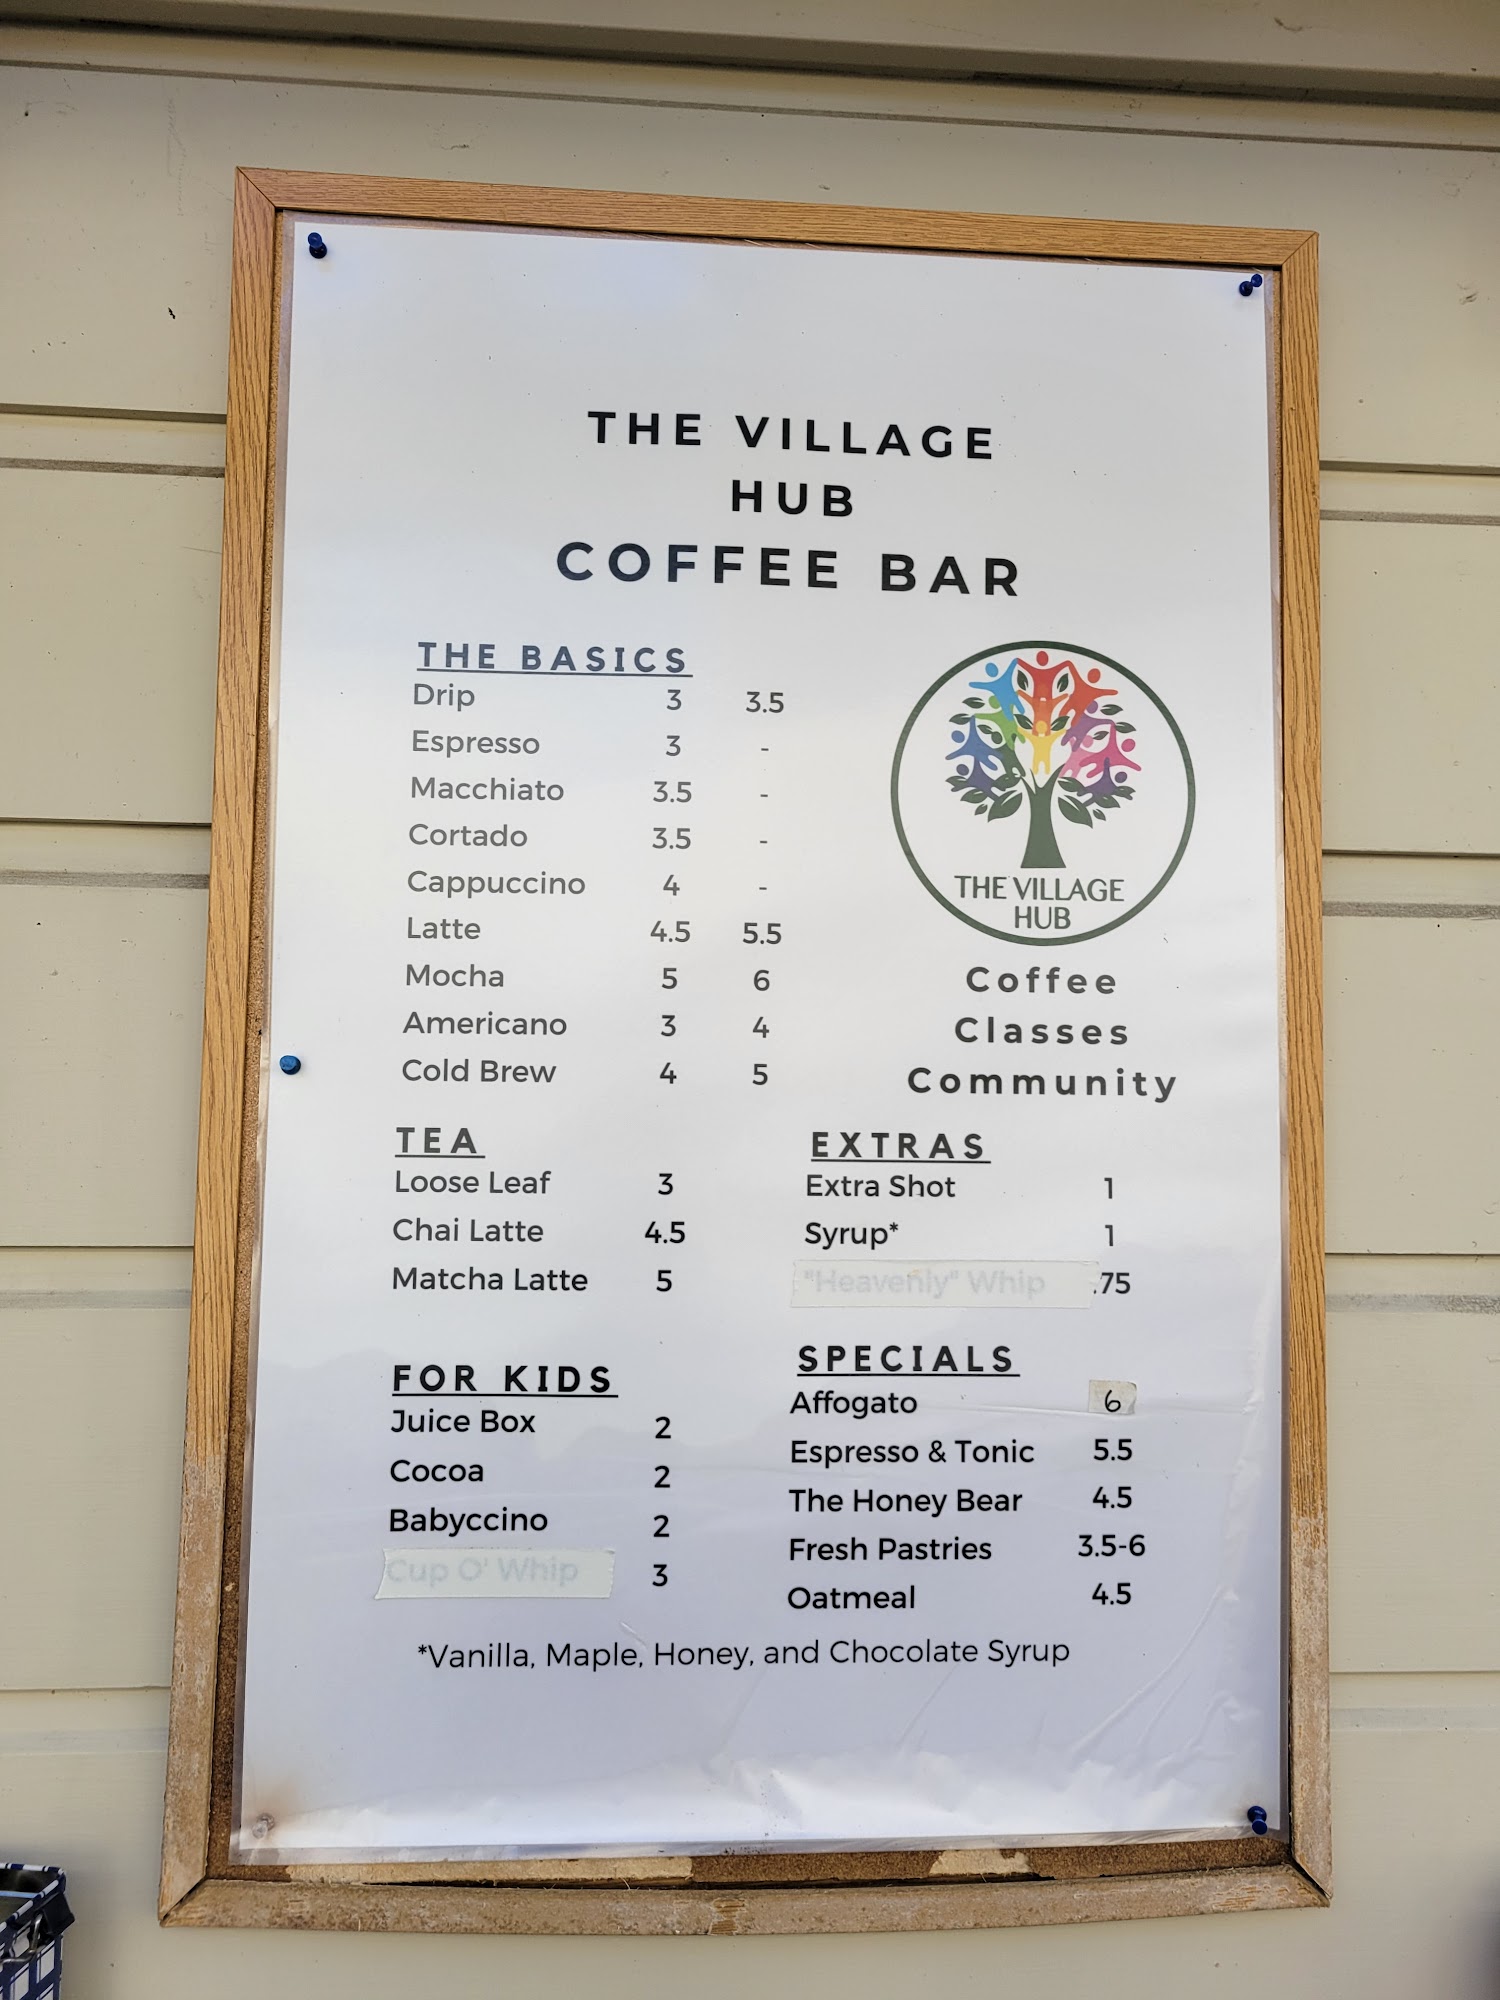 THE VILLAGE
HUB
COFFEE BAR
THE BASICS
Drip 3 3.5
Espresso 3 -
Macchiato 3.5 -
Cortado 3.5 -
Cappuccino 4 -
Latte 4.5 5.5
Mocha 5 6
Americano 3 4
Cold Brew 4 5
THE VILLAGE
HUB
Coffee
Classes
Community
TEA
Loose Leaf 3
Chai Latte 4.5
Matcha Latte 5
EXTRAS
Extra Shot 1
Syrup* 1
"Heavenly" Whip .75
FOR KIDS
Juice Box 2
Cocoa 2
Babyccino 2
Cup O' Whip 3
SPECIALS
Affogato 6
Espresso & Tonic 5.5
The Honey Bear 4.5
Fresh Pastries 3.5-6
Oatmeal 4.5
*Vanilla, Maple, Honey, and Chocolate Syrup